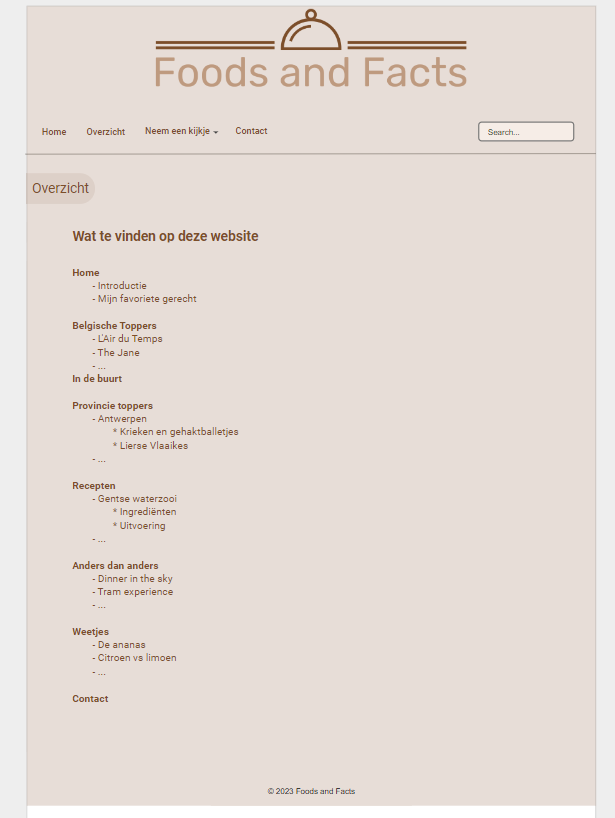 Foods and Facts
Home Overzicht Neem een kijkje Contact Search...
Overzicht
Wat te vinden op deze website
Home
- Introductie
- Mijn favoriete gerecht
Belgische Toppers
- L'Air du Temps
- The Jane
- ...
In de buurt
Provincie toppers
- Antwerpen
* Krieken en gehaktballetjes
* Lierse Vlaaikes
- ...
Recepten
- Gentse waterzooi
* Ingrediënten
* Uitvoering
- ...
Anders dan anders
- Dinner in the sky
- Tram experience
- ...
Weetjes
- De ananas
- Citroen vs limoen
- ...
Contact
© 2023 Foods and Facts